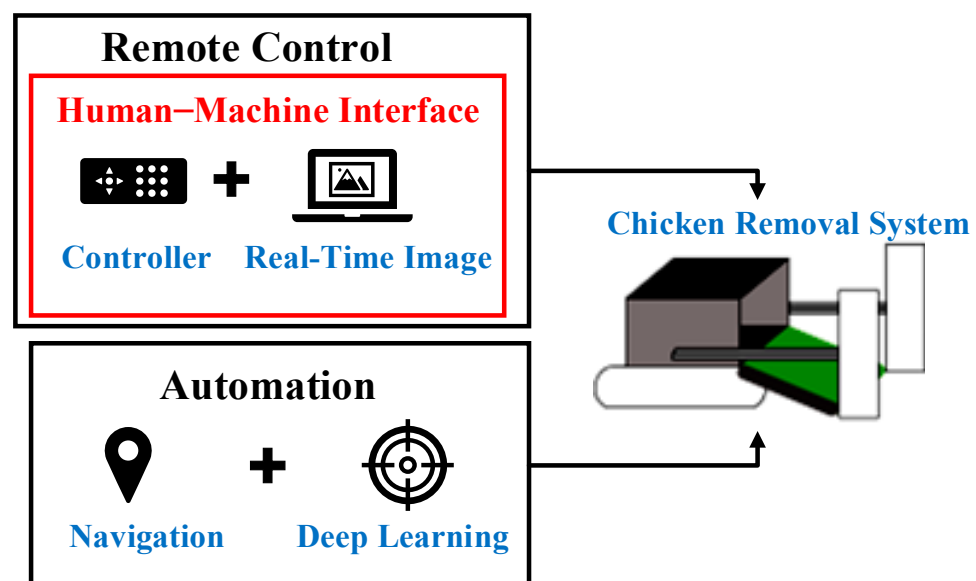 Remote Control
Human–Machine Interface
Controller
Real-Time Image
Chicken Removal System
Automation
Navigation
Deep Learning